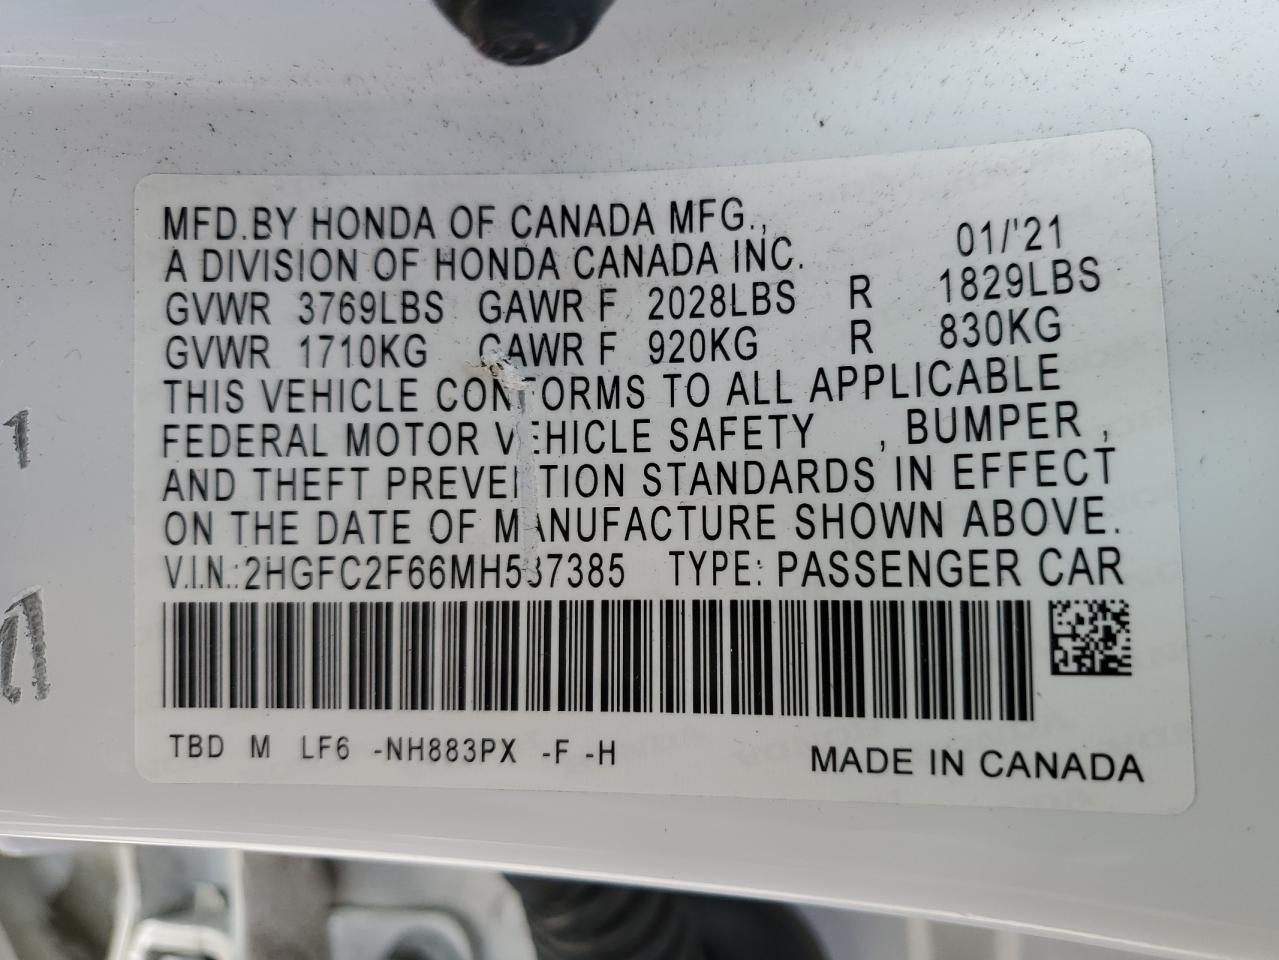 MFD.BY HONDA OF CANADA MFG.,
A DIVISION OF HONDA CANADA INC. 01/'21
GVWR 3769LBS GAWR F 2028LBS R 1829LBS
GVWR 1710KG GAWR F 920KG R 830KG
THIS VEHICLE CONFORMS TO ALL APPLICABLE
FEDERAL MOTOR VEHICLE SAFETY , BUMPER ,
AND THEFT PREVENTION STANDARDS IN EFFECT
ON THE DATE OF MANUFACTURE SHOWN ABOVE.
V.I.N.:2HGFC2F66MH537385 TYPE: PASSENGER CAR
TBD M LF6 -NH883PX -F -H MADE IN CANADA
1